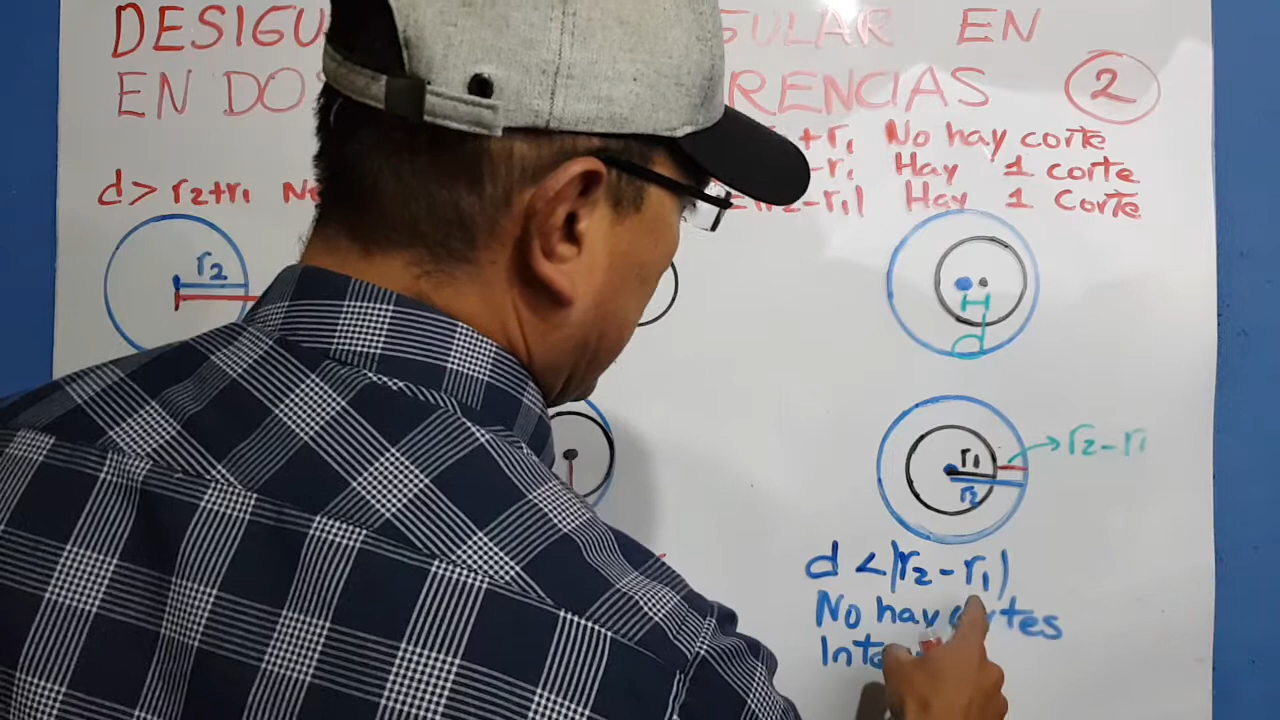 DESIGU GULAR EN
EN DOS RENCIAS 2
+r₁ No hay corte
-r₁ Hay 1 corte
r₂-r₁| Hay 1 Corte
d > r₂+r₁
r₂
d
r₁
r₂
r₂-r₁
d <|r₂-r₁|
No hay cortes